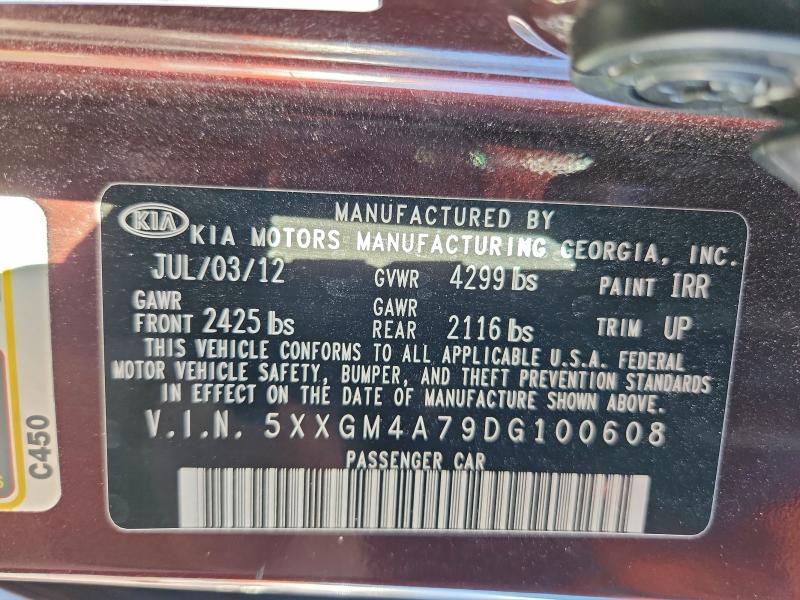 MANUFACTURED BY
KIA KIA MOTORS MANUFACTURING GEORGIA, INC.
JUL/03/12 GVWR 4299 lbs PAINT IRR
GAWR FRONT 2425 lbs GAWR REAR 2116 lbs TRIM UP
THIS VEHICLE CONFORMS TO ALL APPLICABLE U.S.A. FEDERAL
MOTOR VEHICLE SAFETY, BUMPER, AND THEFT PREVENTION STANDARDS
IN EFFECT ON THE DATE OF MANUFACTURE SHOWN ABOVE.
V.I.N. 5XXGM4A79DG100608
PASSENGER CAR
C450